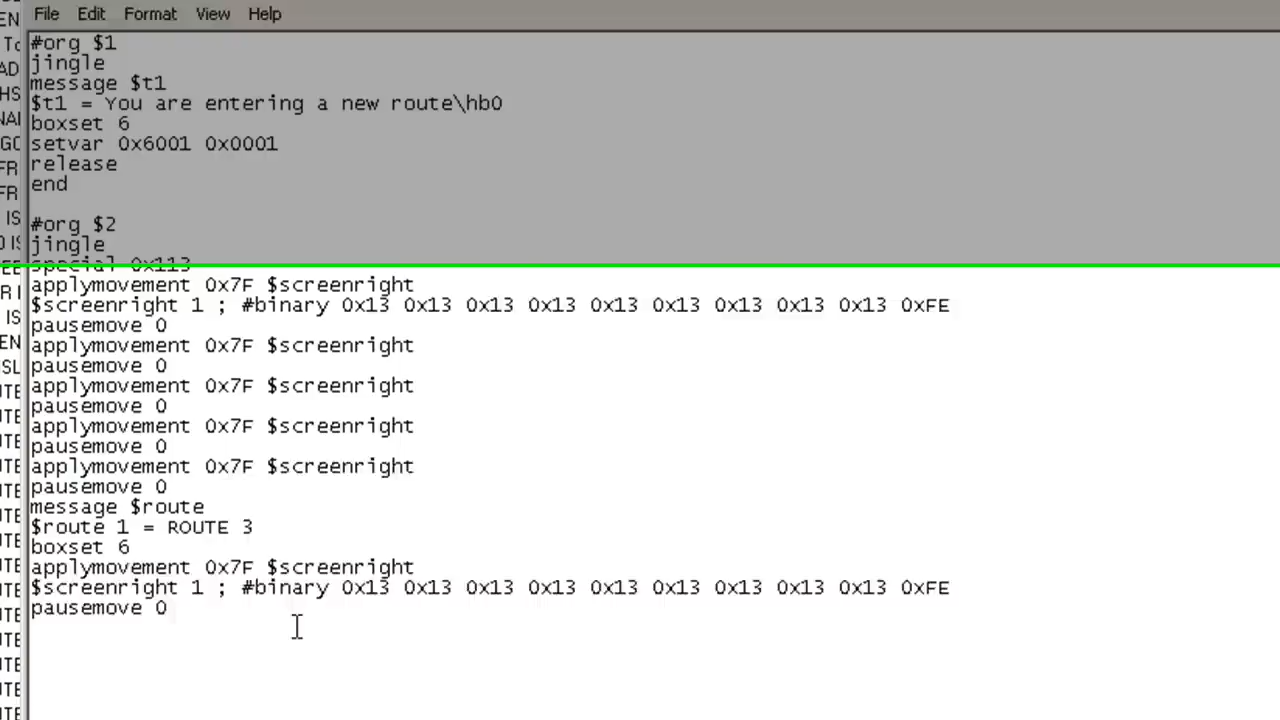 File Edit Format View Help
#org $1
jingle
message $t1
$t1 = You are entering a new route\hb0
boxset 6
setvar 0x6001 0x0001
release
end
#org $2
jingle
special 0x113
applymovement 0x7F $screenright
$screenright 1 ; #binary 0x13 0x13 0x13 0x13 0x13 0x13 0x13 0x13 0x13 0xFE
pausemove 0
applymovement 0x7F $screenright
pausemove 0
applymovement 0x7F $screenright
pausemove 0
applymovement 0x7F $screenright
pausemove 0
applymovement 0x7F $screenright
pausemove 0
message $route
$route 1 = ROUTE 3
boxset 6
applymovement 0x7F $screenright
$screenright 1 ; #binary 0x13 0x13 0x13 0x13 0x13 0x13 0x13 0x13 0x13 0xFE
pausemove 0